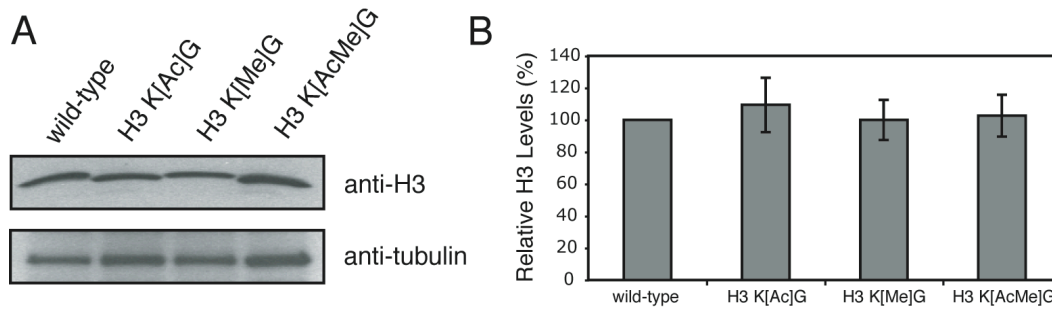 A
wild-type
H3 K[Ac]G
H3 K[Me]G
H3 K[AcMe]G
anti-H3
anti-tubulin
B
Relative H3 Levels (%)
140
120
100
80
60
40
20
0
wild-type
H3 K[Ac]G
H3 K[Me]G
H3 K[AcMe]G